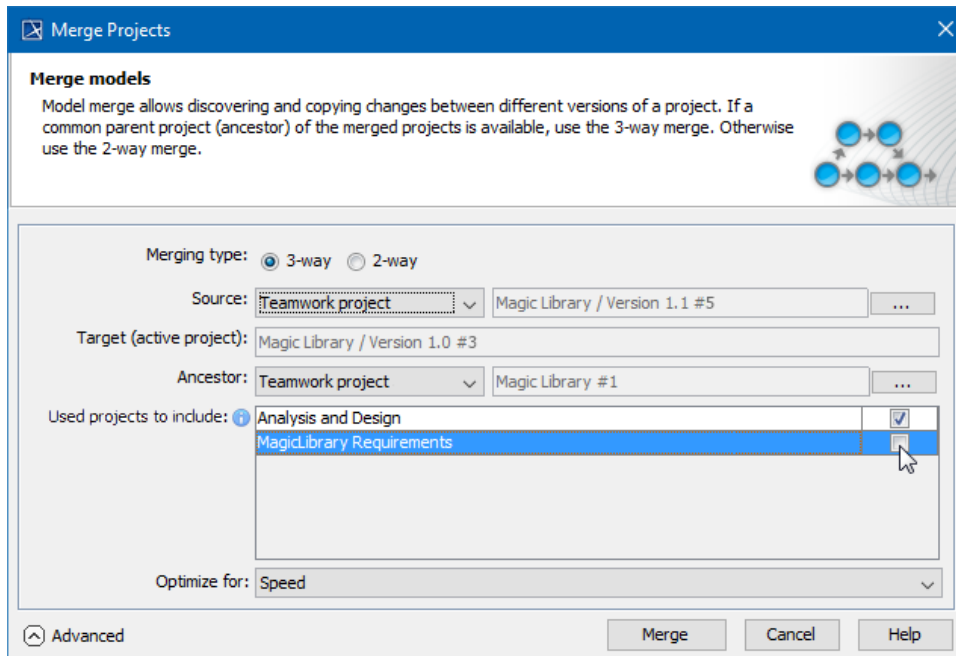 Merge Projects
Merge models
Model merge allows discovering and copying changes between different versions of a project. If a
common parent project (ancestor) of the merged projects is available, use the 3-way merge. Otherwise
use the 2-way merge.
Merging type: 3-way 2-way
Source: Teamwork project Magic Library / Version 1.1 #5 ...
Target (active project): Magic Library / Version 1.0 #3
Ancestor: Teamwork project Magic Library #1 ...
Used projects to include: Analysis and Design
MagicLibrary Requirements
Optimize for: Speed
Advanced Merge Cancel Help